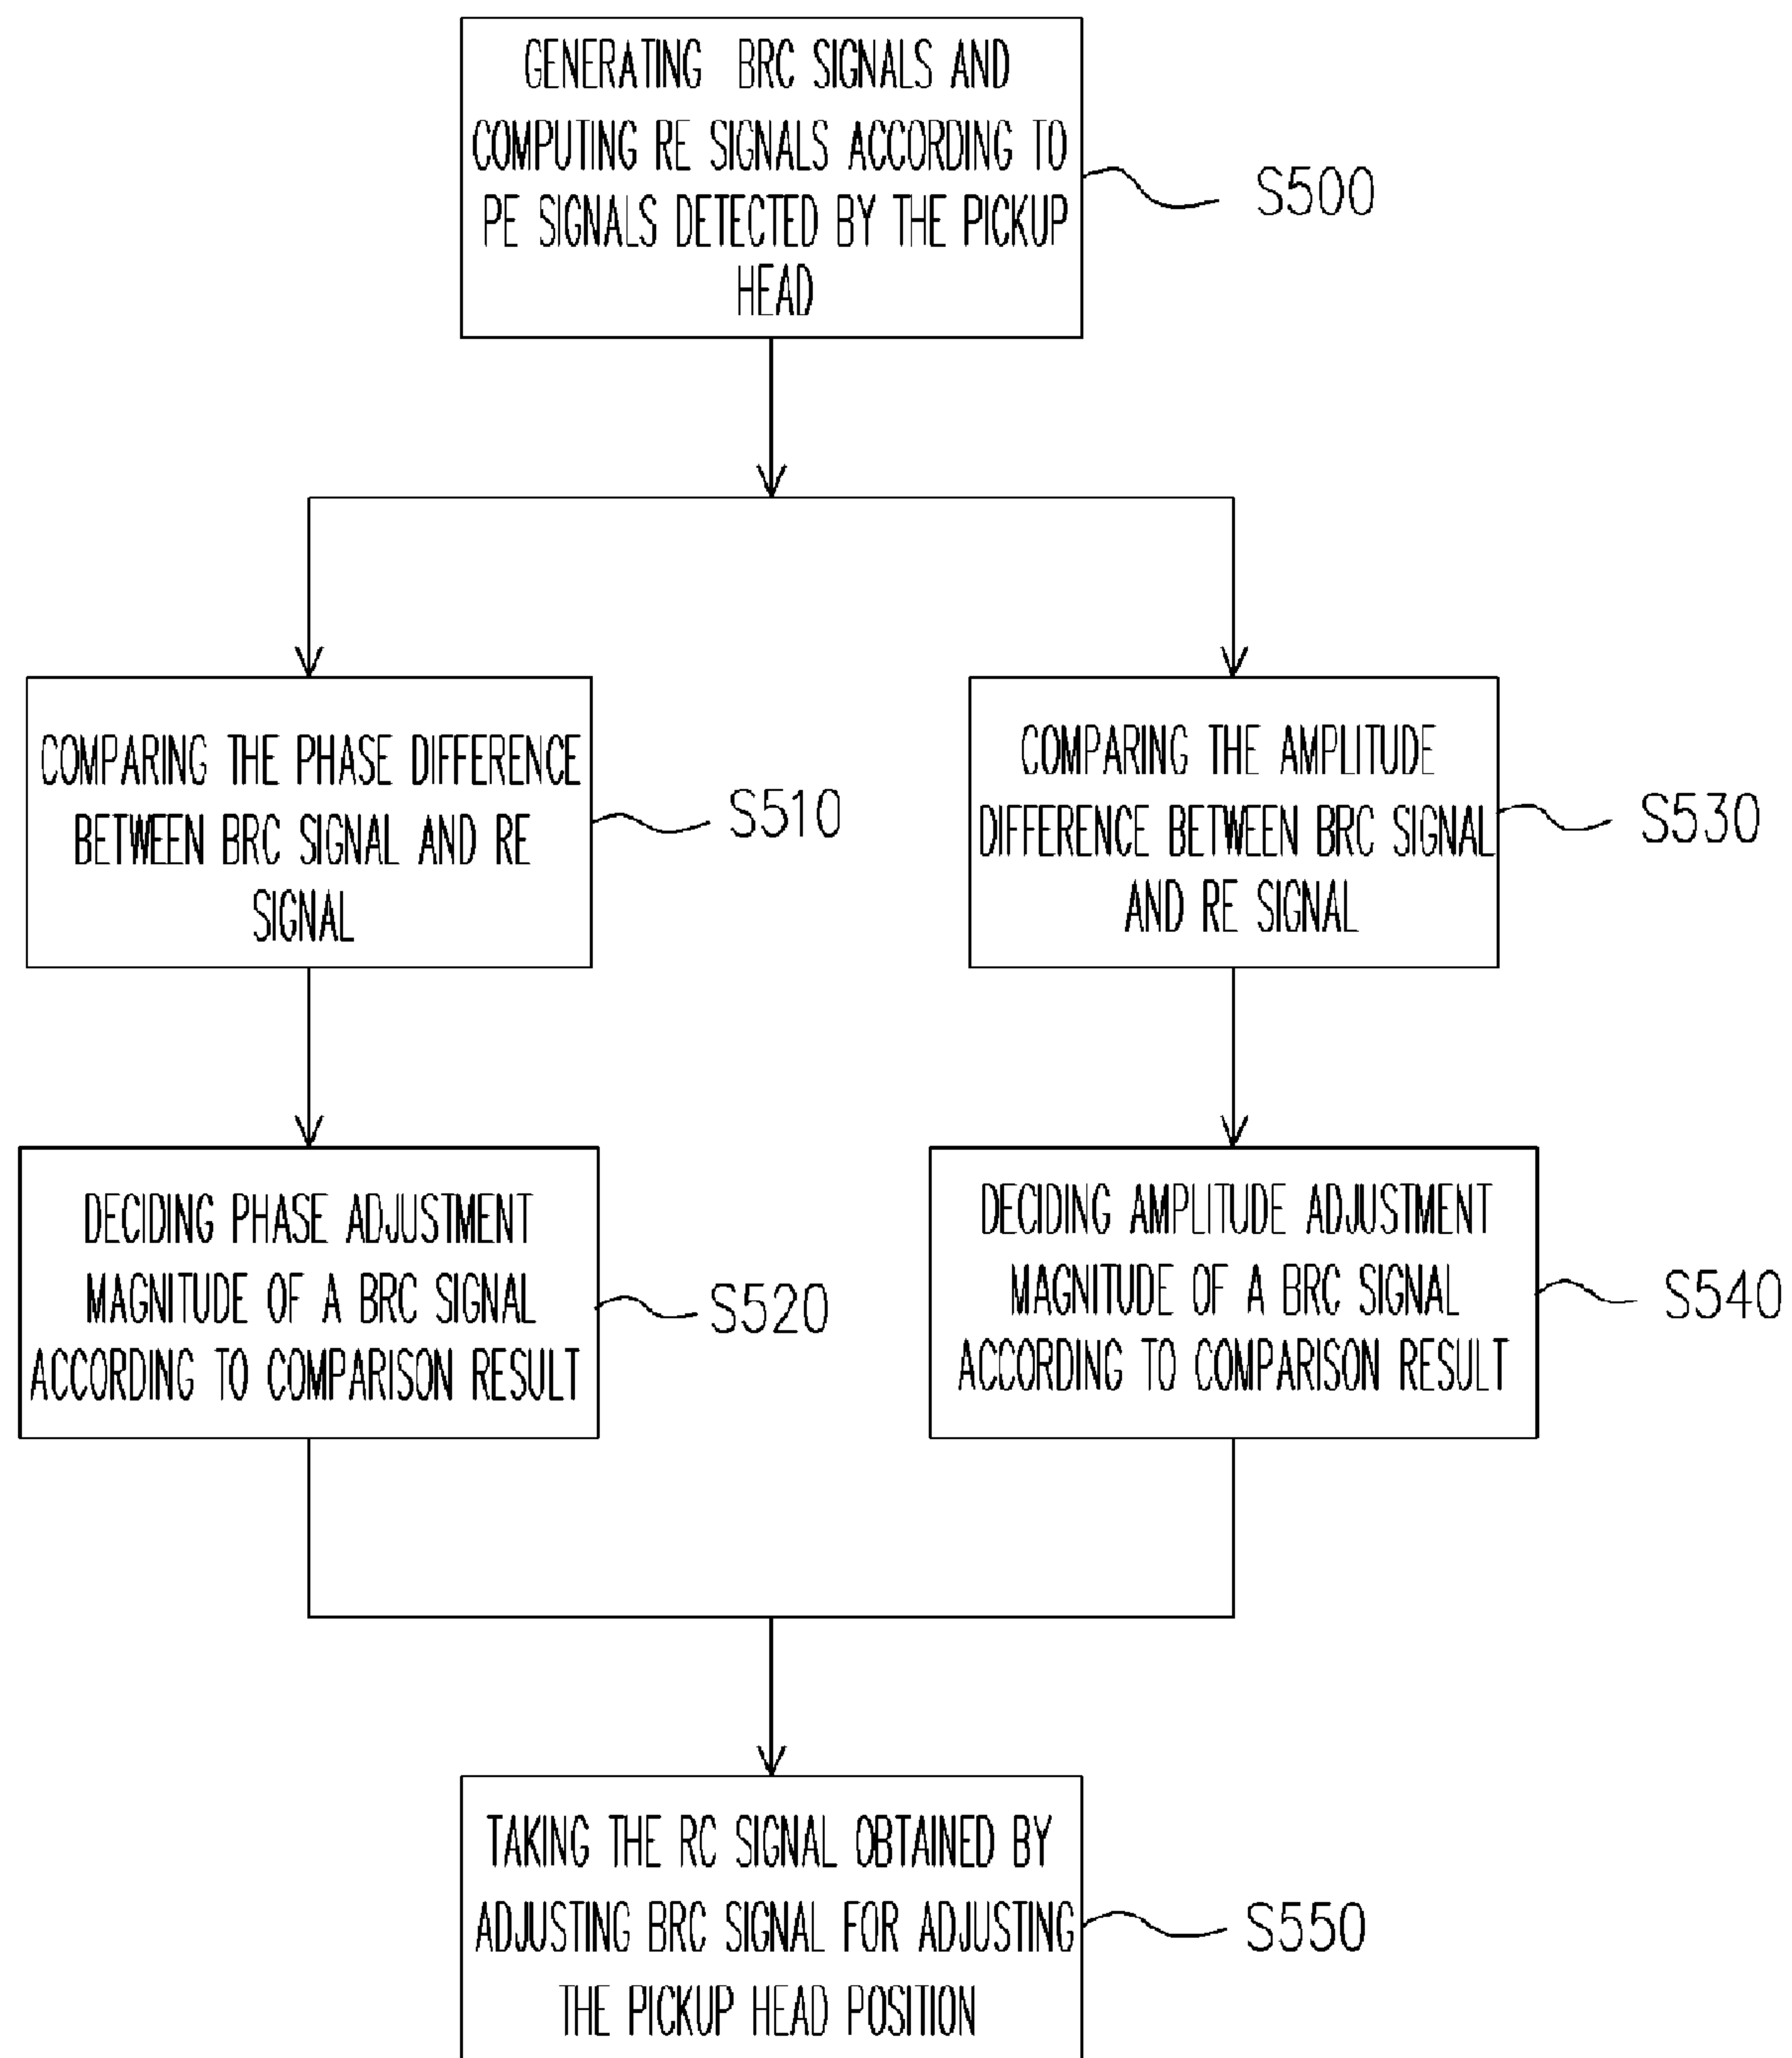 GENERATING BRC SIGNALS AND
COMPUTING RE SIGNALS ACCORDING TO
PE SIGNALS DETECTED BY THE PICKUP
HEAD
S500
COMPARING THE PHASE DIFFERENCE
BETWEEN BRC SIGNAL AND RE
SIGNAL
S510
COMPARING THE AMPLITUDE
DIFFERENCE BETWEEN BRC SIGNAL
AND RE SIGNAL
S530
DECIDING PHASE ADJUSTMENT
MAGNITUDE OF A BRC SIGNAL
ACCORDING TO COMPARISON RESULT
S520
DECIDING AMPLITUDE ADJUSTMENT
MAGNITUDE OF A BRC SIGNAL
ACCORDING TO COMPARISON RESULT
S540
TAKING THE RC SIGNAL OBTAINED BY
ADJUSTING BRC SIGNAL FOR ADJUSTING
THE PICKUP HEAD POSITION
S550